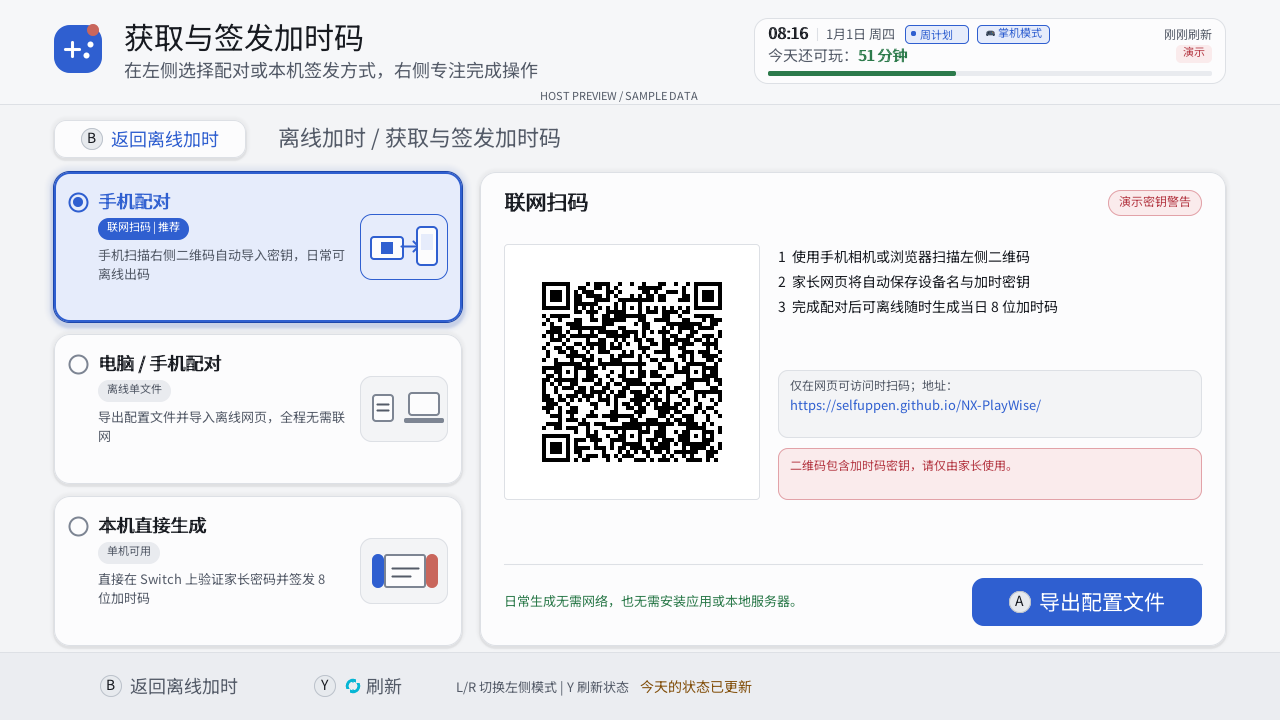 获取与签发加时码
在左侧选择配对或本机签发方式，右侧专注完成操作
08:16 1月1日 周四 周计划 掌机模式 刚刚刷新
今天还可玩：51 分钟 演示
HOST PREVIEW / SAMPLE DATA
B 返回离线加时
离线加时 / 获取与签发加时码
手机配对
联网扫码 | 推荐
手机扫描右侧二维码自动导入密钥，日常可
离线出码
电脑 / 手机配对
离线单文件
导出配置文件并导入离线网页，全程无需联
网
本机直接生成
单机可用
直接在 Switch 上验证家长密码并签发 8
位加时码
联网扫码
演示密钥警告
1 使用手机相机或浏览器扫描左侧二维码
2 家长网页将自动保存设备名与加时密钥
3 完成配对后可离线随时生成当日 8 位加时码
仅在网页可访问时扫码；地址：
https://selfuppen.github.io/NX-PlayWise/
二维码包含加时码密钥，请仅由家长使用。
日常生成无需网络，也无需安装应用或本地服务器。
A 导出配置文件
B 返回离线加时 Y 刷新 L/R 切换左侧模式 | Y 刷新状态 今天的状态已更新